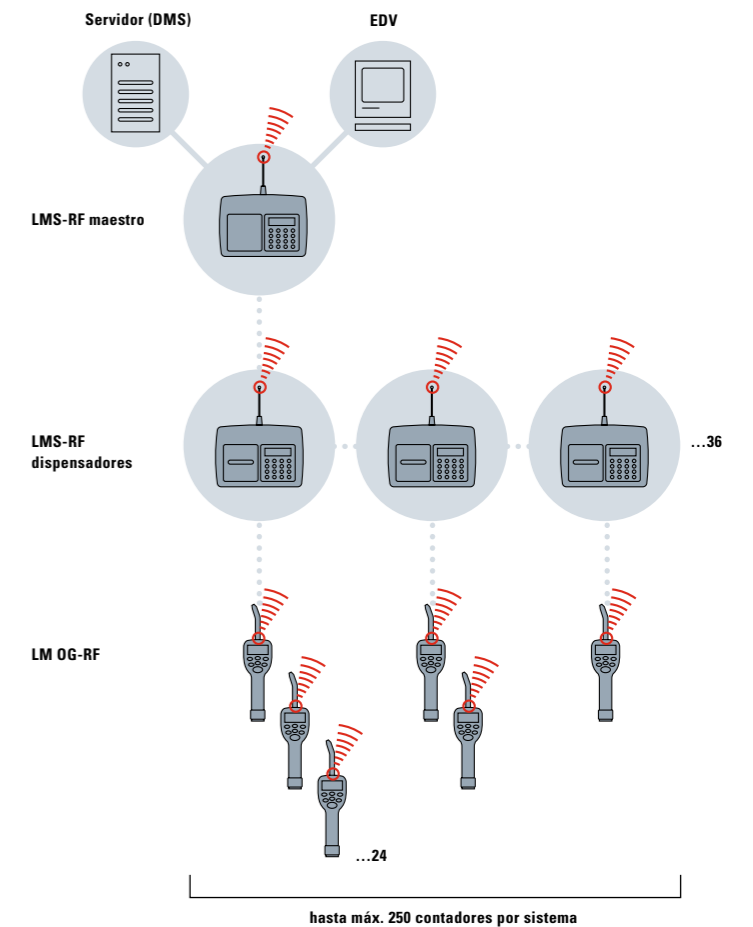 Servidor (DMS)
EDV
LMS-RF maestro
LMS-RF
dispensadores
...36
LM OG-RF
...24
hasta máx. 250 contadores por sistema